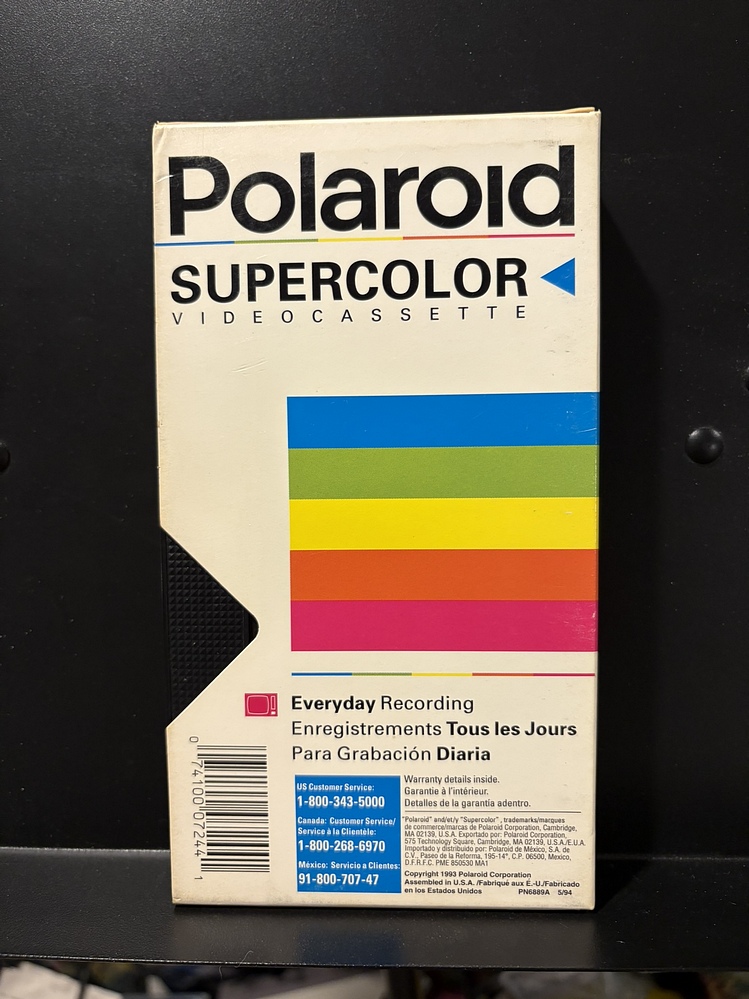 Polaroid
SUPERCOLOR
VIDEOCASSETTE
Everyday Recording
Enregistrements Tous les Jours
Para Grabación Diaria
0 74100 07244 1
US Customer Service:
1-800-343-5000
Canada: Customer Service/
Service à la Clientèle:
1-800-268-6970
México: Servicio a Clientes:
91-800-707-47
Warranty details inside.
Garantie à l'intérieur.
Detalles de la garantía adentro.
"Polaroid" and/et/y "Supercolor", trademarks/marques
de commerce/marcas de Polaroid Corporation, Cambridge,
MA 02139, U.S.A. Exportado por: Polaroid Corporation,
575 Technology Square, Cambridge, MA 02139, U.S.A./E.U.A.
Importado y distribuido por: Polaroid de México, S.A. de
C.V., Paseo de la Reforma, 195-14°, C.P. 06500, Mexico,
D.F.R.F.C. PME 850530 MA1
Copyright 1993 Polaroid Corporation
Assembled in U.S.A. /Fabriqué aux É.-U./Fabricado
en los Estados Unidos PN6889A 5/94